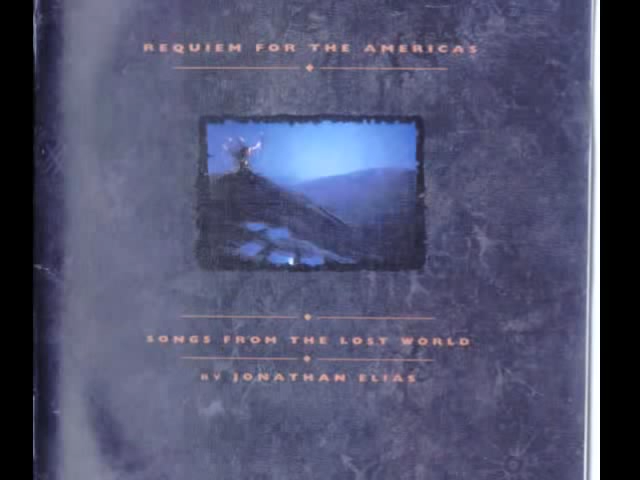 REQUIEM FOR THE AMERICAS
SONGS FROM THE LOST WORLD
BY JONATHAN ELIAS